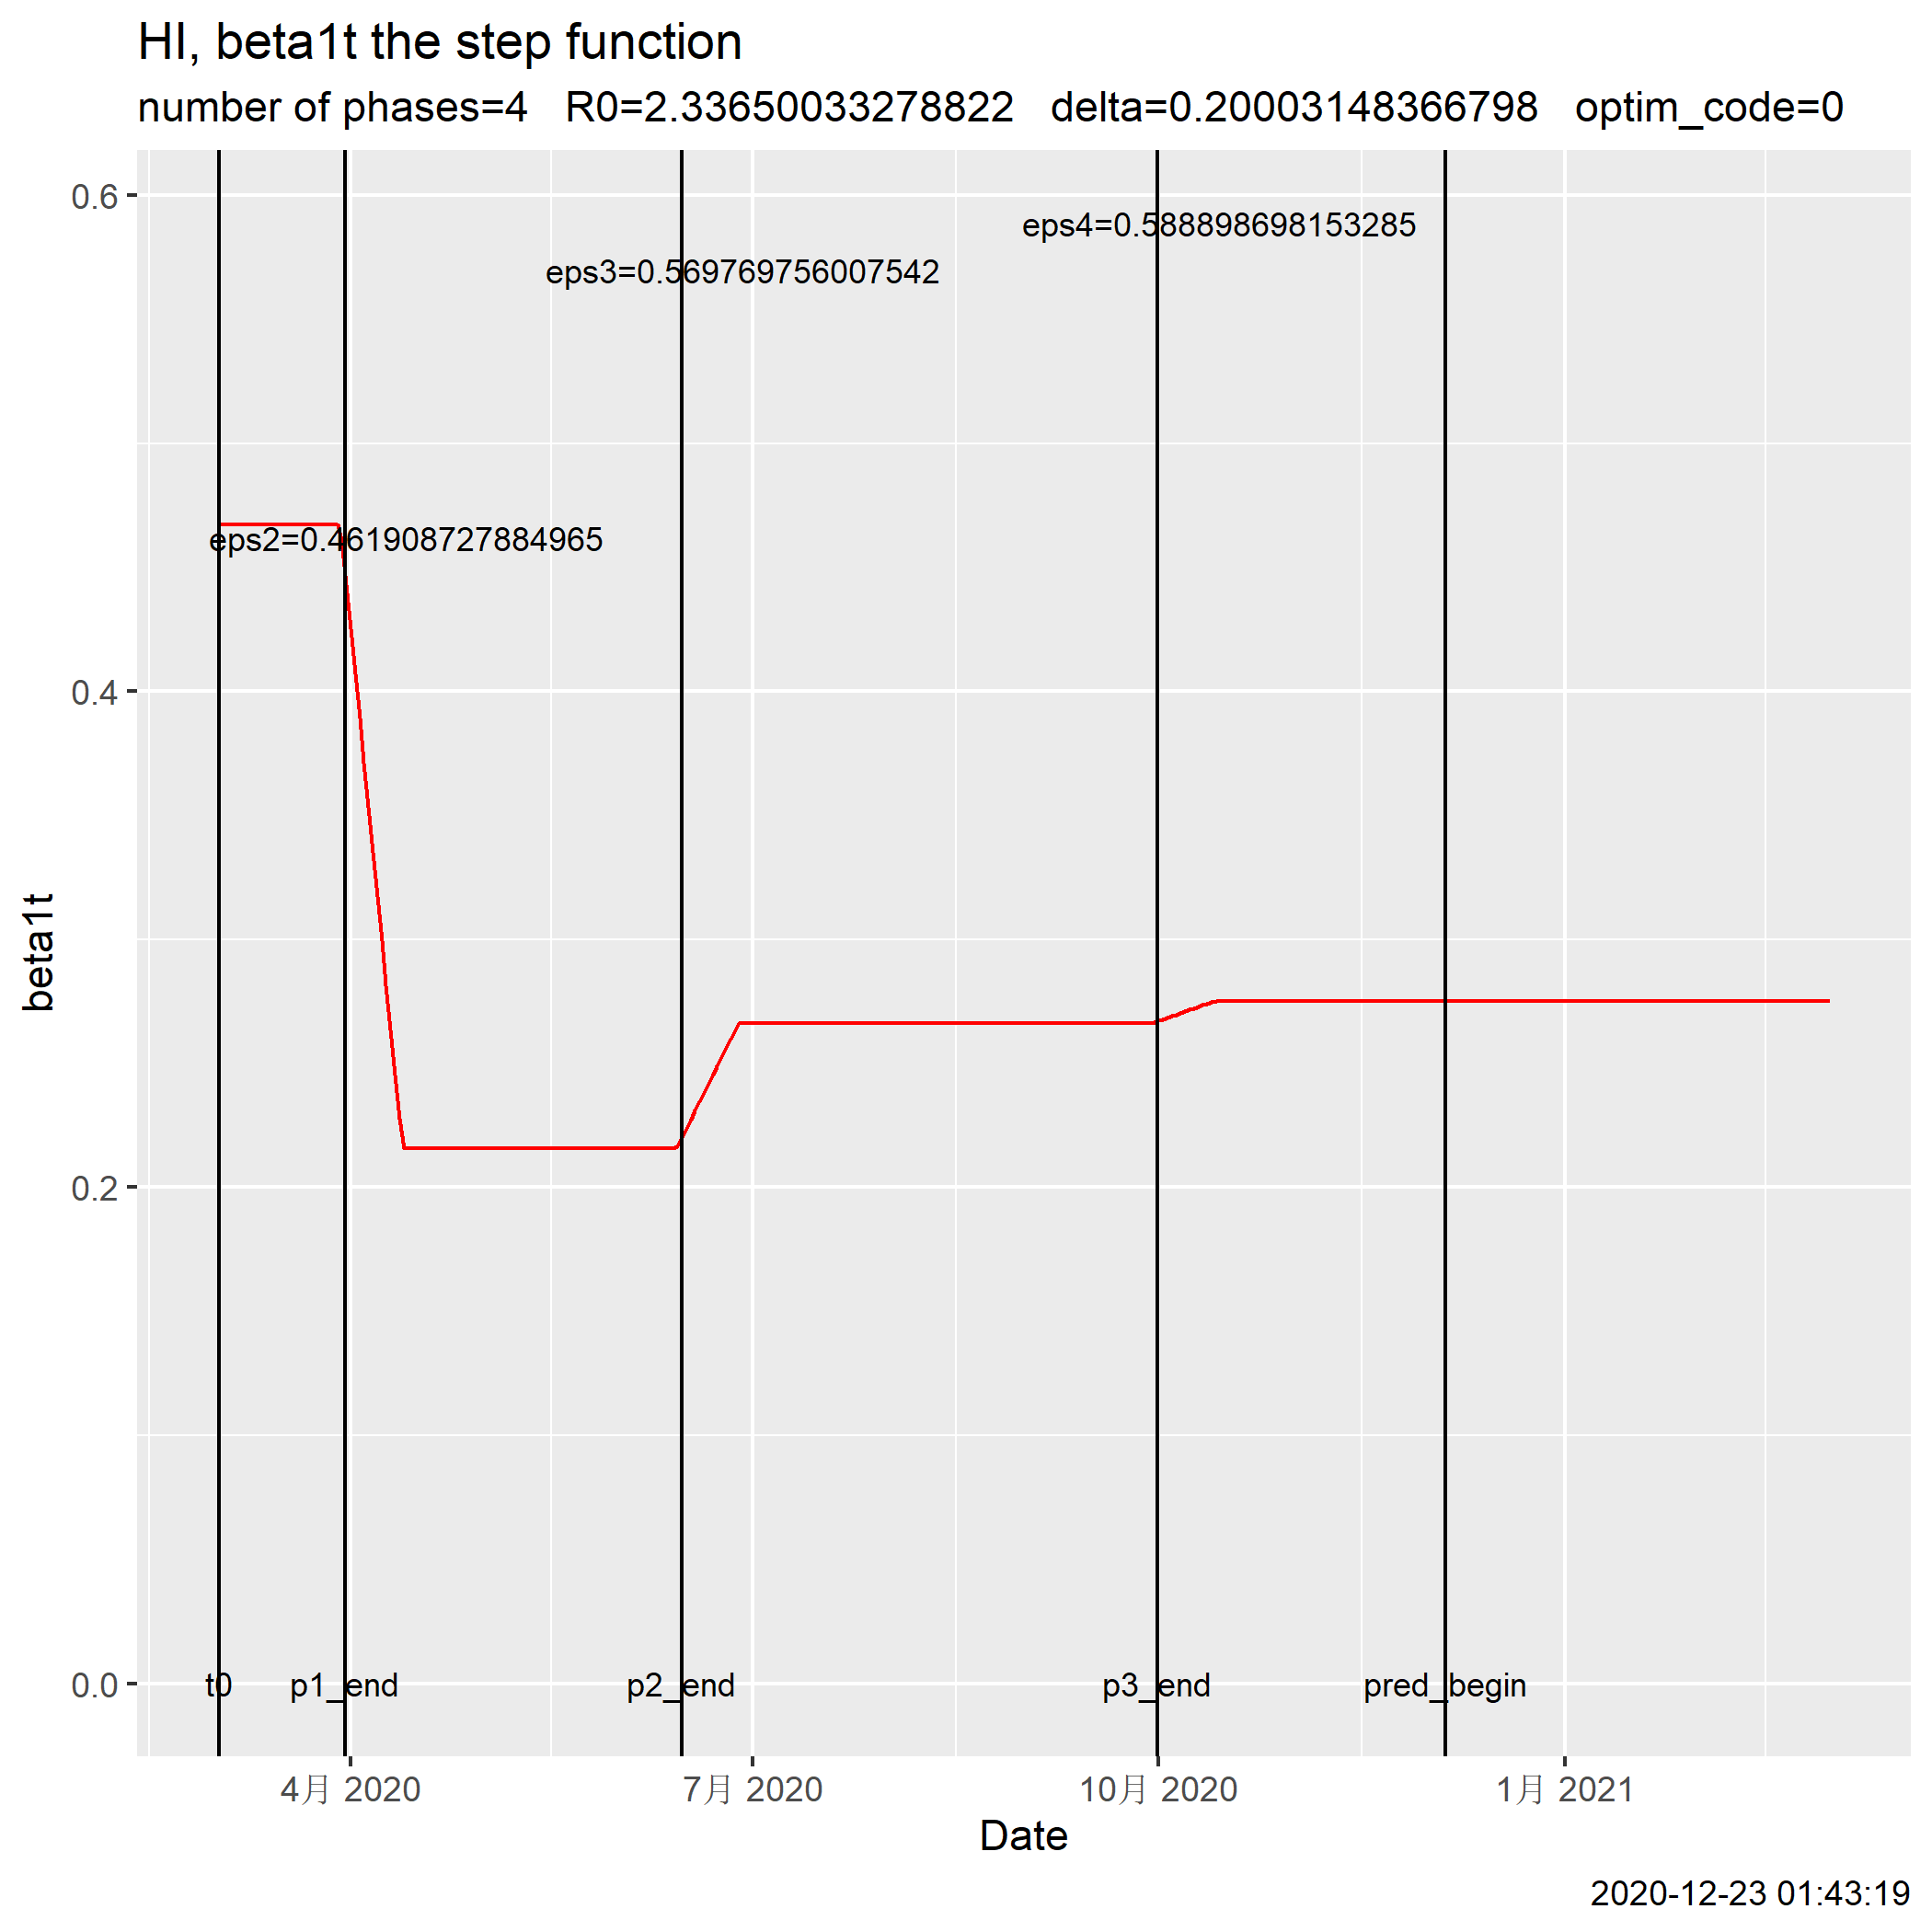 HI, beta1t the step function
number of phases=4   R0=2.33650033278822   delta=0.20003148366798   optim_code=0
0.6
eps4=0.588898698153285
eps3=0.569769756007542
eps2=0.461908727884965
0.4
beta1t
0.2
0.0
t0
p1_end
p2_end
p3_end
pred_begin
4月 2020
7月 2020
10月 2020
1月 2021
Date
2020-12-23 01:43:19